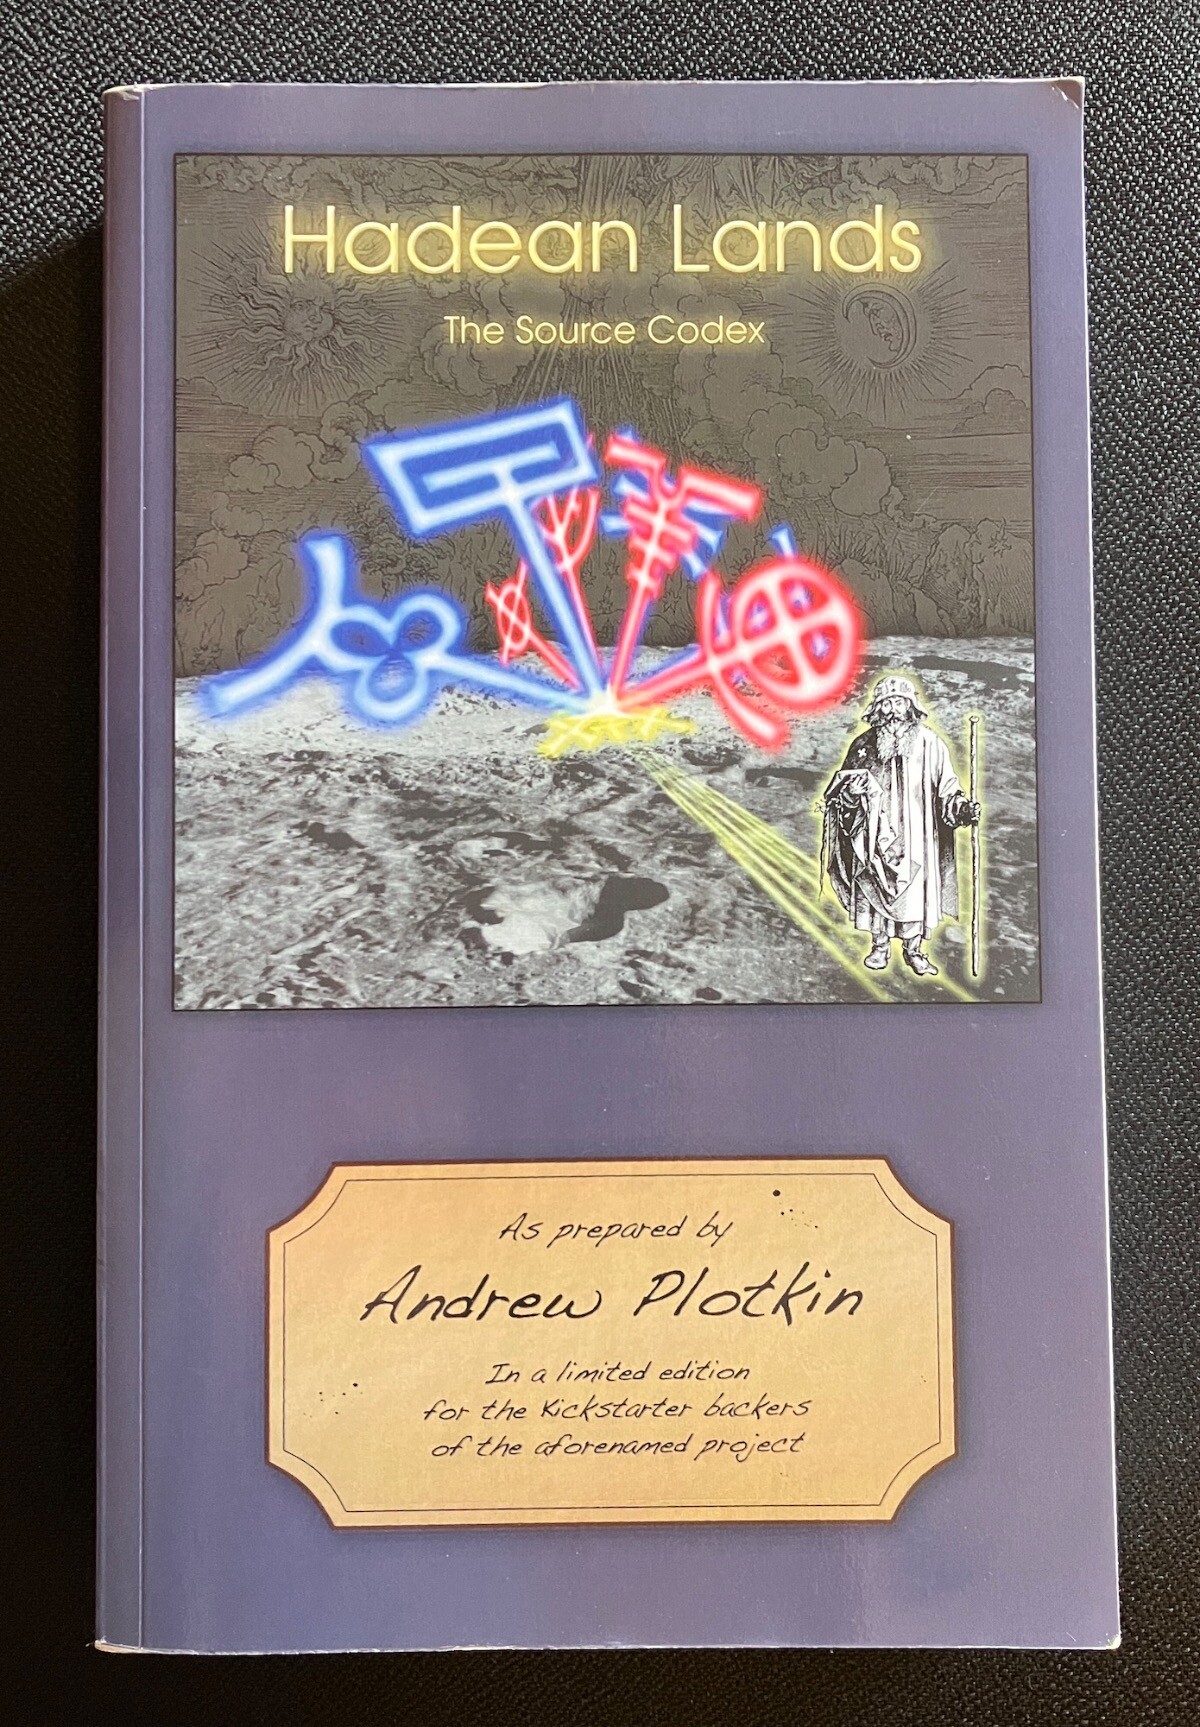 Hadean Lands
The Source Codex
As prepared by
Andrew Plotkin
In a limited edition
for the Kickstarter backers
of the aforenamed project